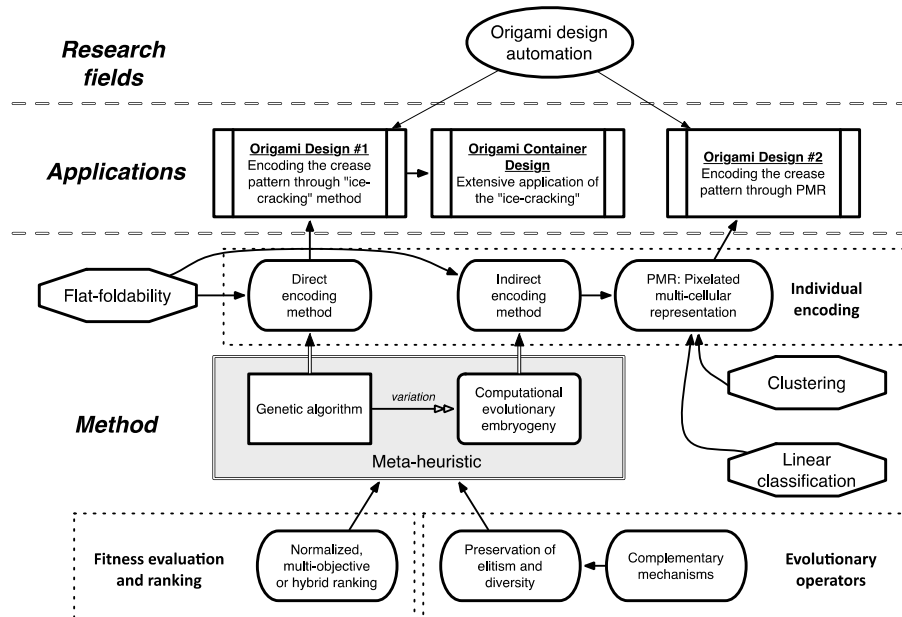 Origami design
automation
Research
fields
Applications
Origami Design #1
Encoding the crease
pattern through "ice-
cracking" method
Origami Container
Design
Extensive application of
the "ice-cracking"
Origami Design #2
Encoding the crease
pattern through PMR
Flat-foldability
Direct
encoding
method
Indirect
encoding
method
PMR: Pixelated
multi-cellular
representation
Individual
encoding
Method
Genetic algorithm
variation
Computational
evolutionary
embryogeny
Meta-heuristic
Clustering
Linear
classification
Fitness evaluation
and ranking
Normalized,
multi-objective
or hybrid ranking
Preservation of
elitism and
diversity
Complementary
mechanisms
Evolutionary
operators